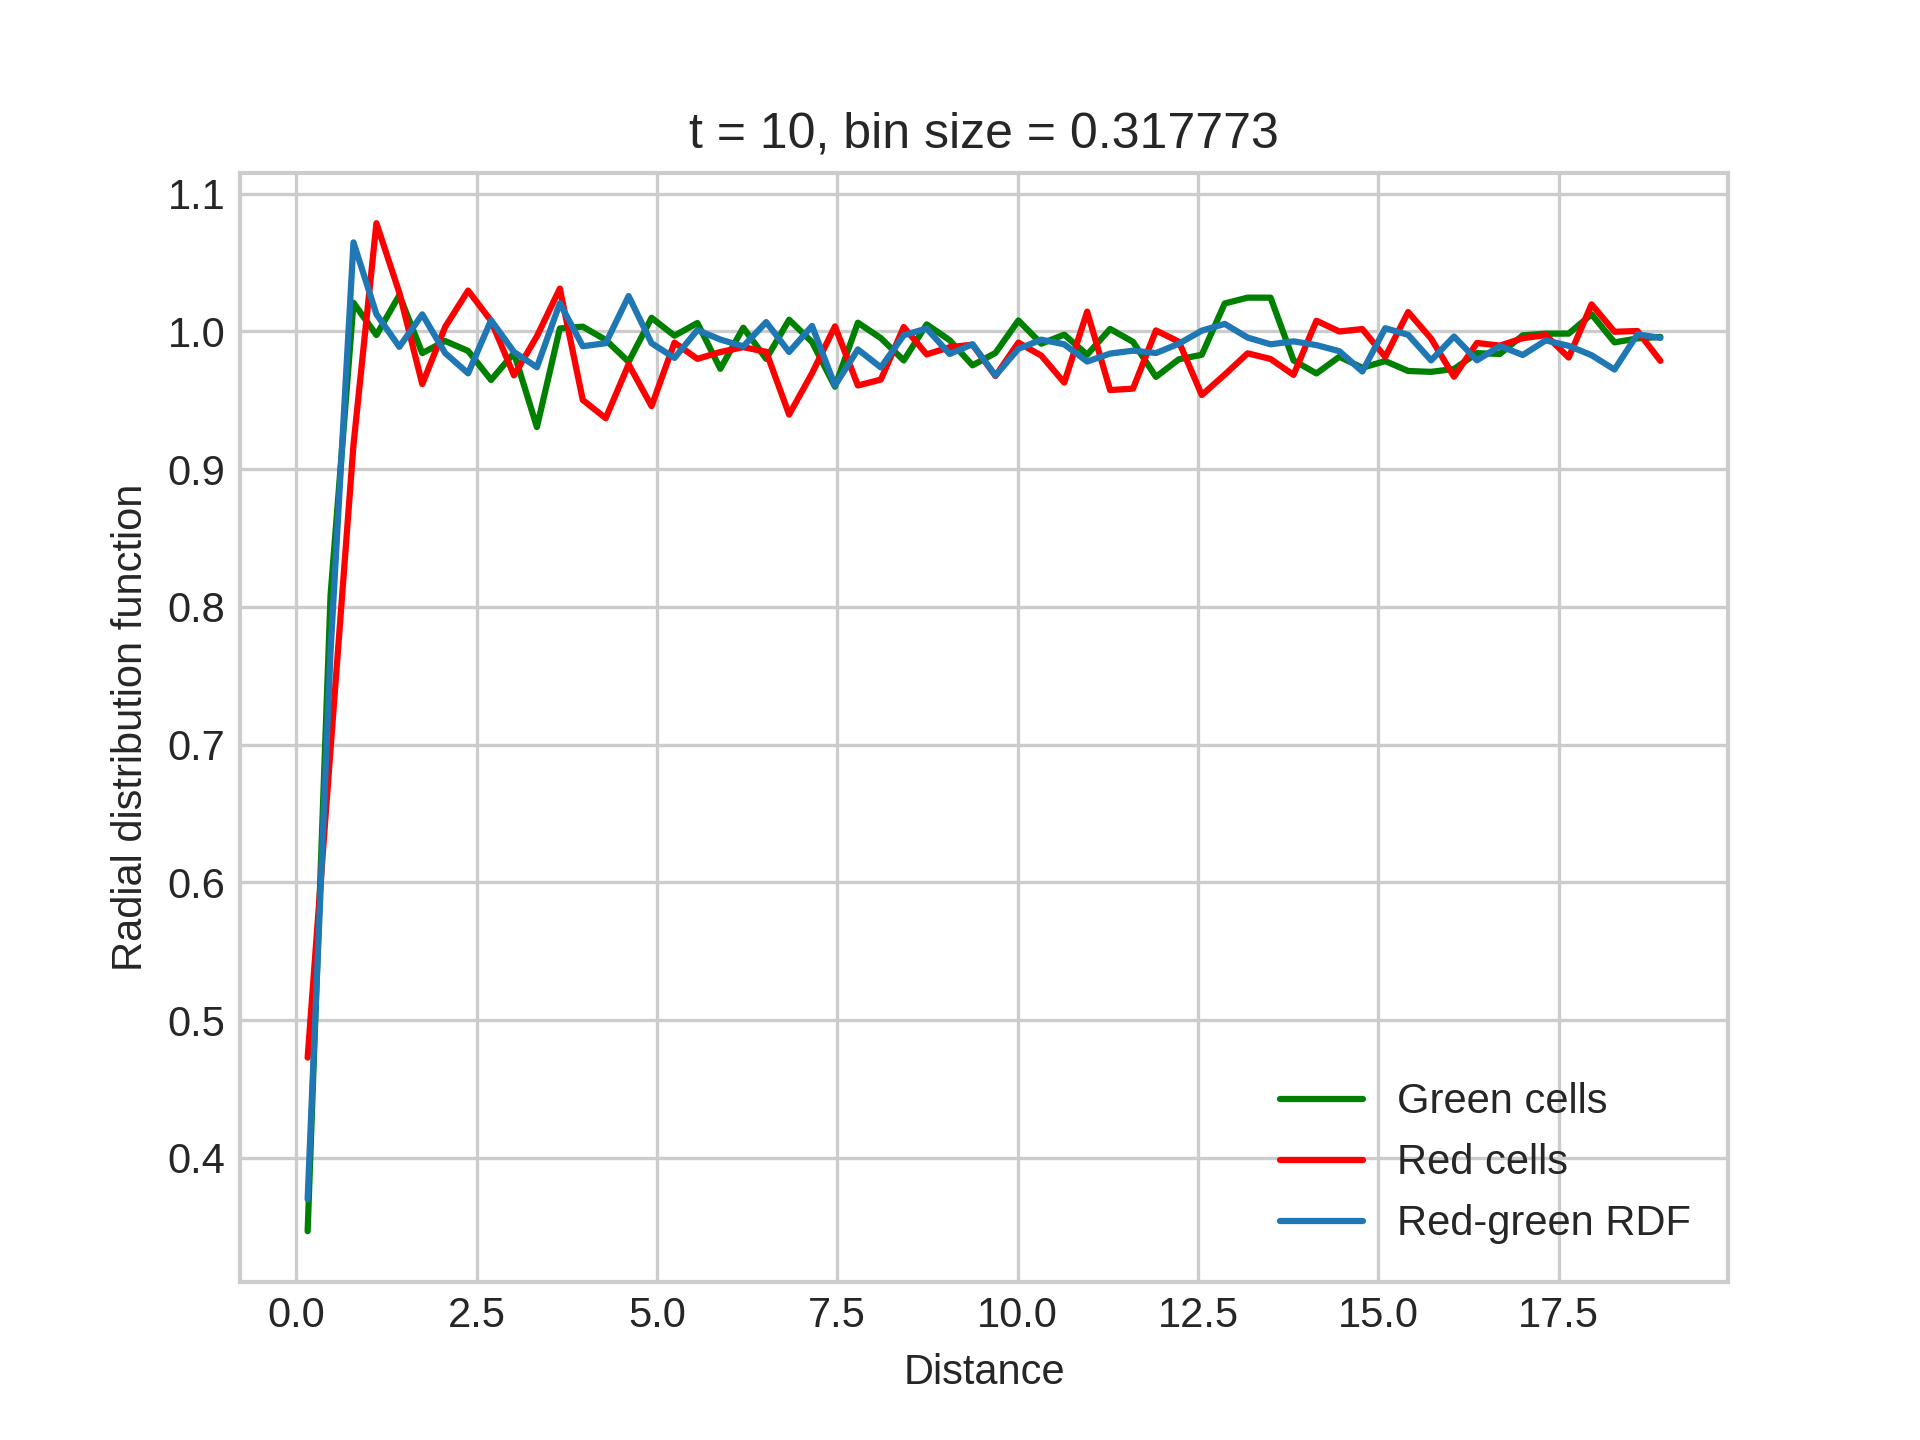 t = 10, bin size = 0.317773
1.1
1.0
0.9
0.8
0.7
0.6
0.5
0.4
Radial distribution function
Green cells
Red cells
Red-green RDF
0.0 2.5 5.0 7.5 10.0 12.5 15.0 17.5
Distance